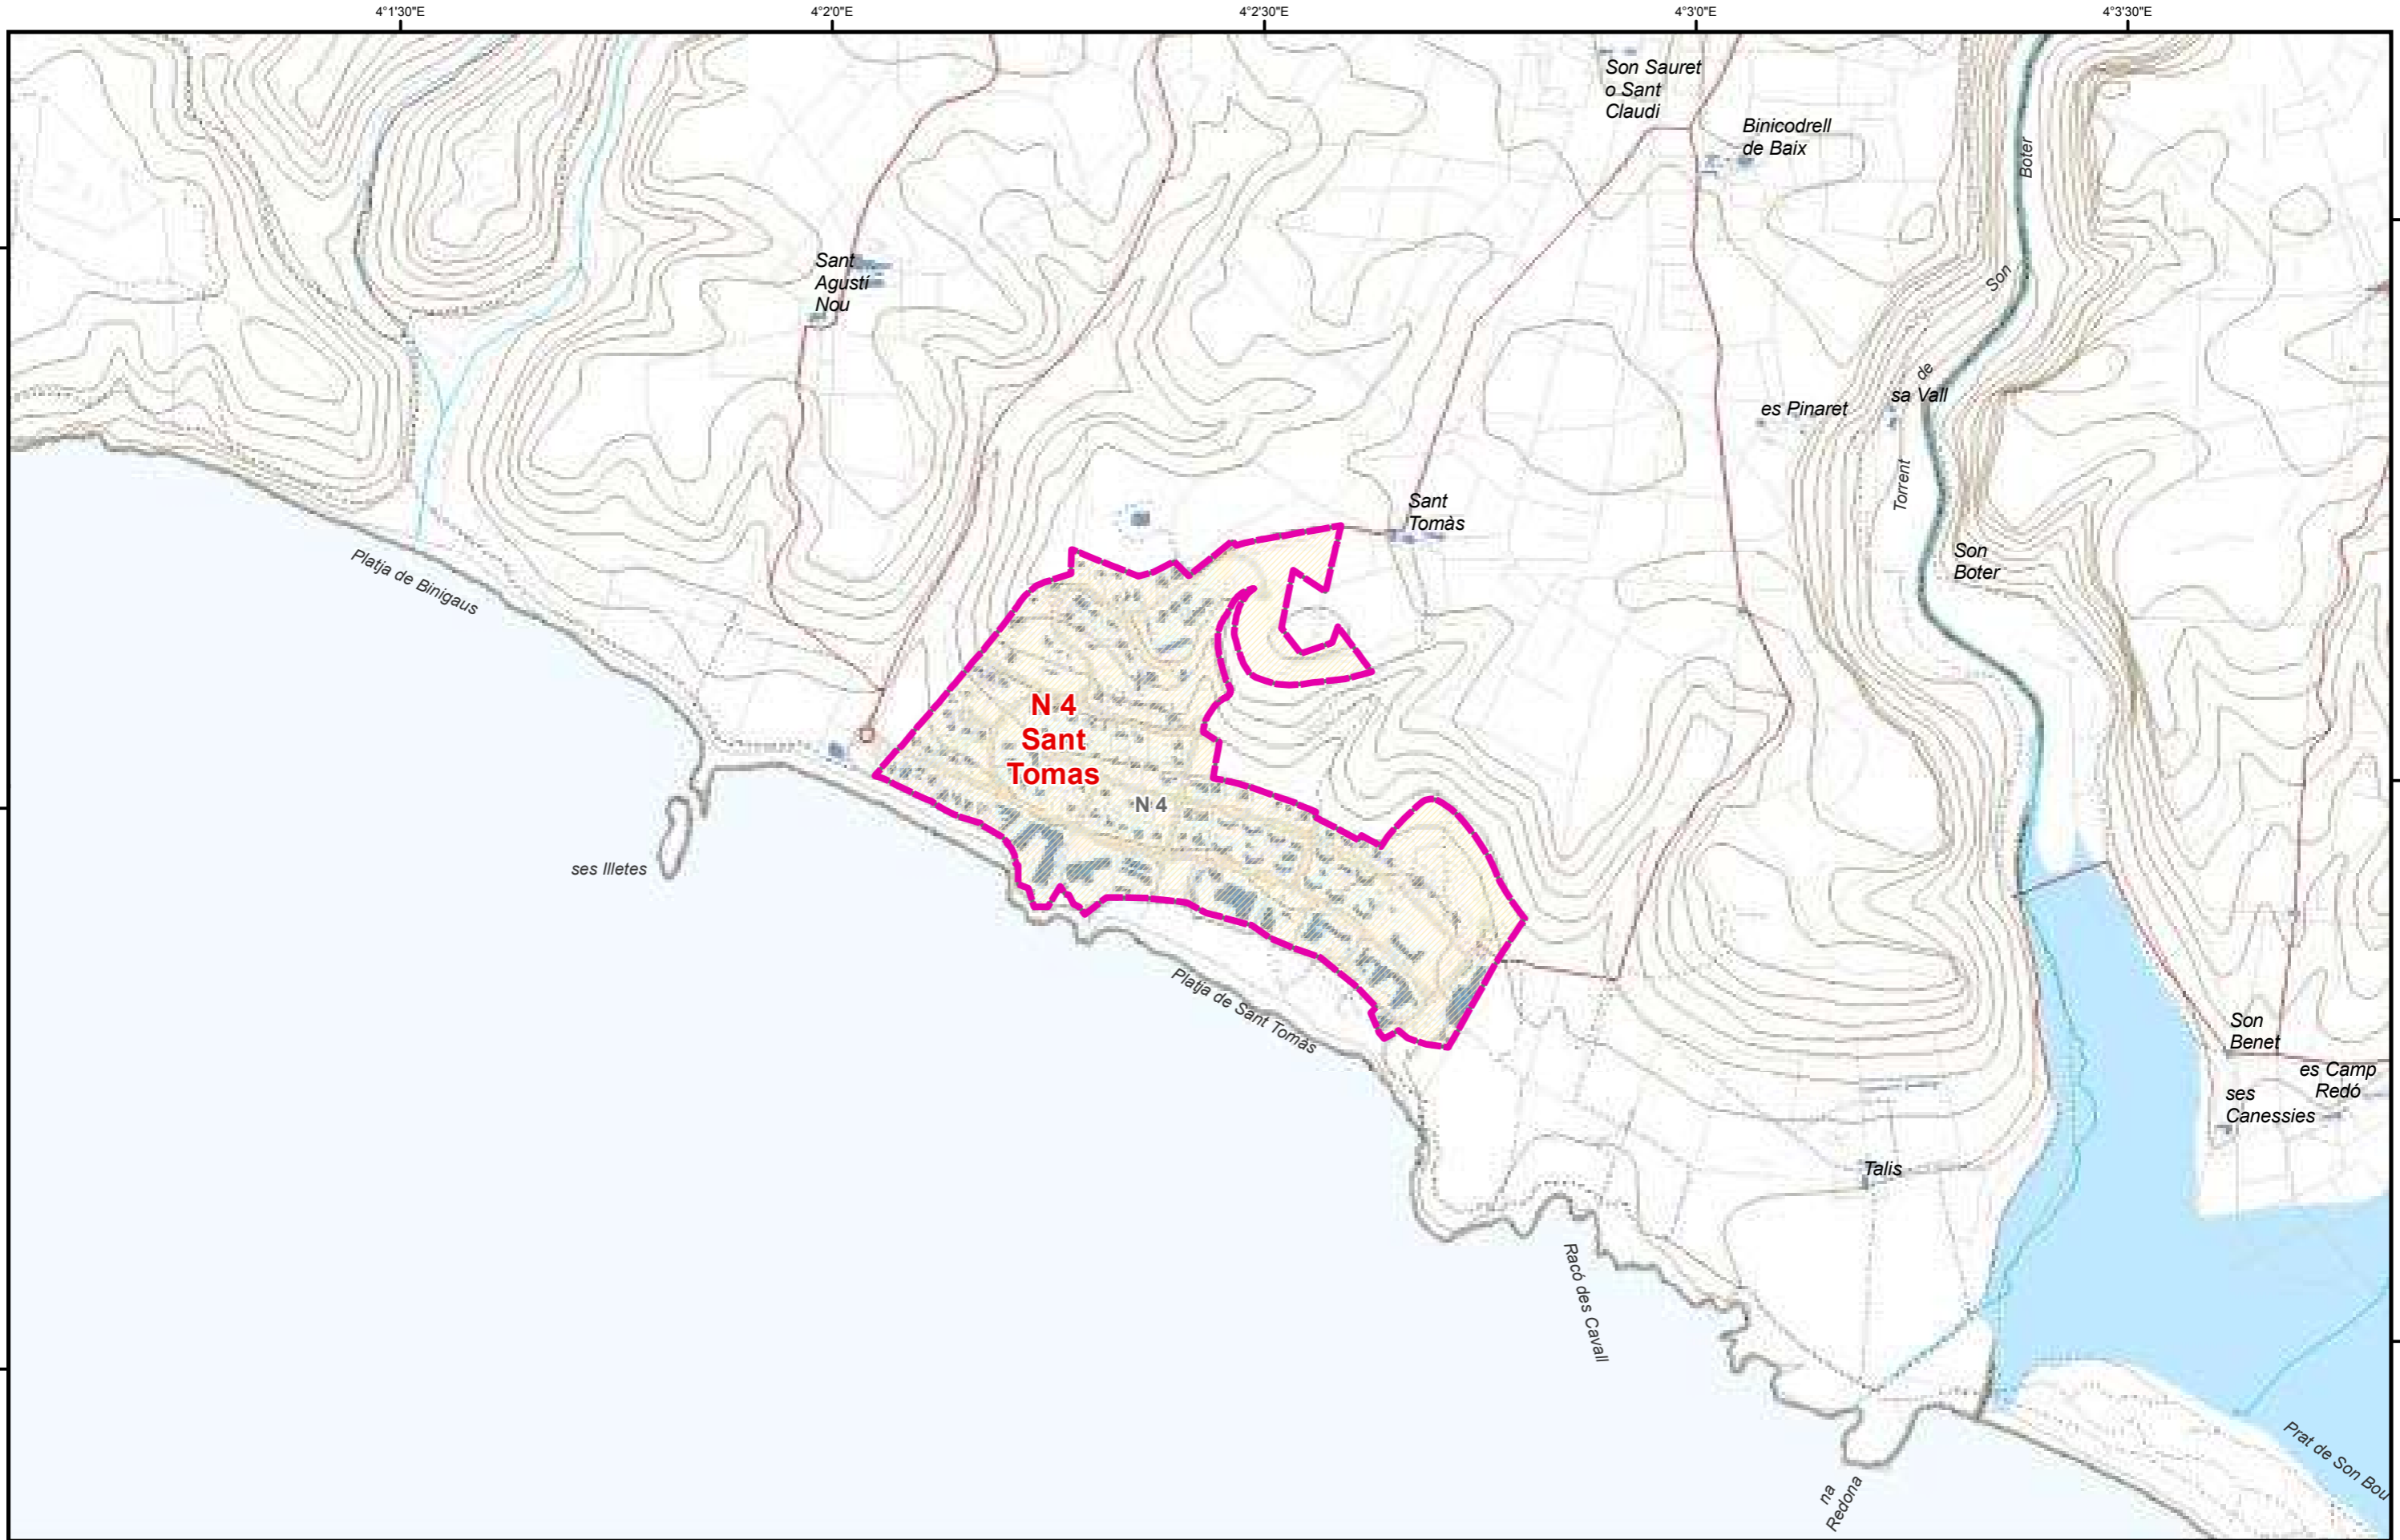 4°1'30"E
4°2'0"E
4°2'30"E
4°3'0"E
4°3'30"E
Son Sauret
o Sant
Claudi
Binicodrell
de Baix
Boter
Sant
Agustí
Nou
Son
de
sa Vall
es Pinaret
Torrent
Sant
Tomàs
Son
Boter
Platja de Binigaus
N 4
Sant
Tomas
N 4
ses Illetes
Platja de Sant Tomàs
Son
Benet
es Camp
Redó
ses
Canessies
Talis
Racó des Cavall
Prat de Son Bou
na
Redona